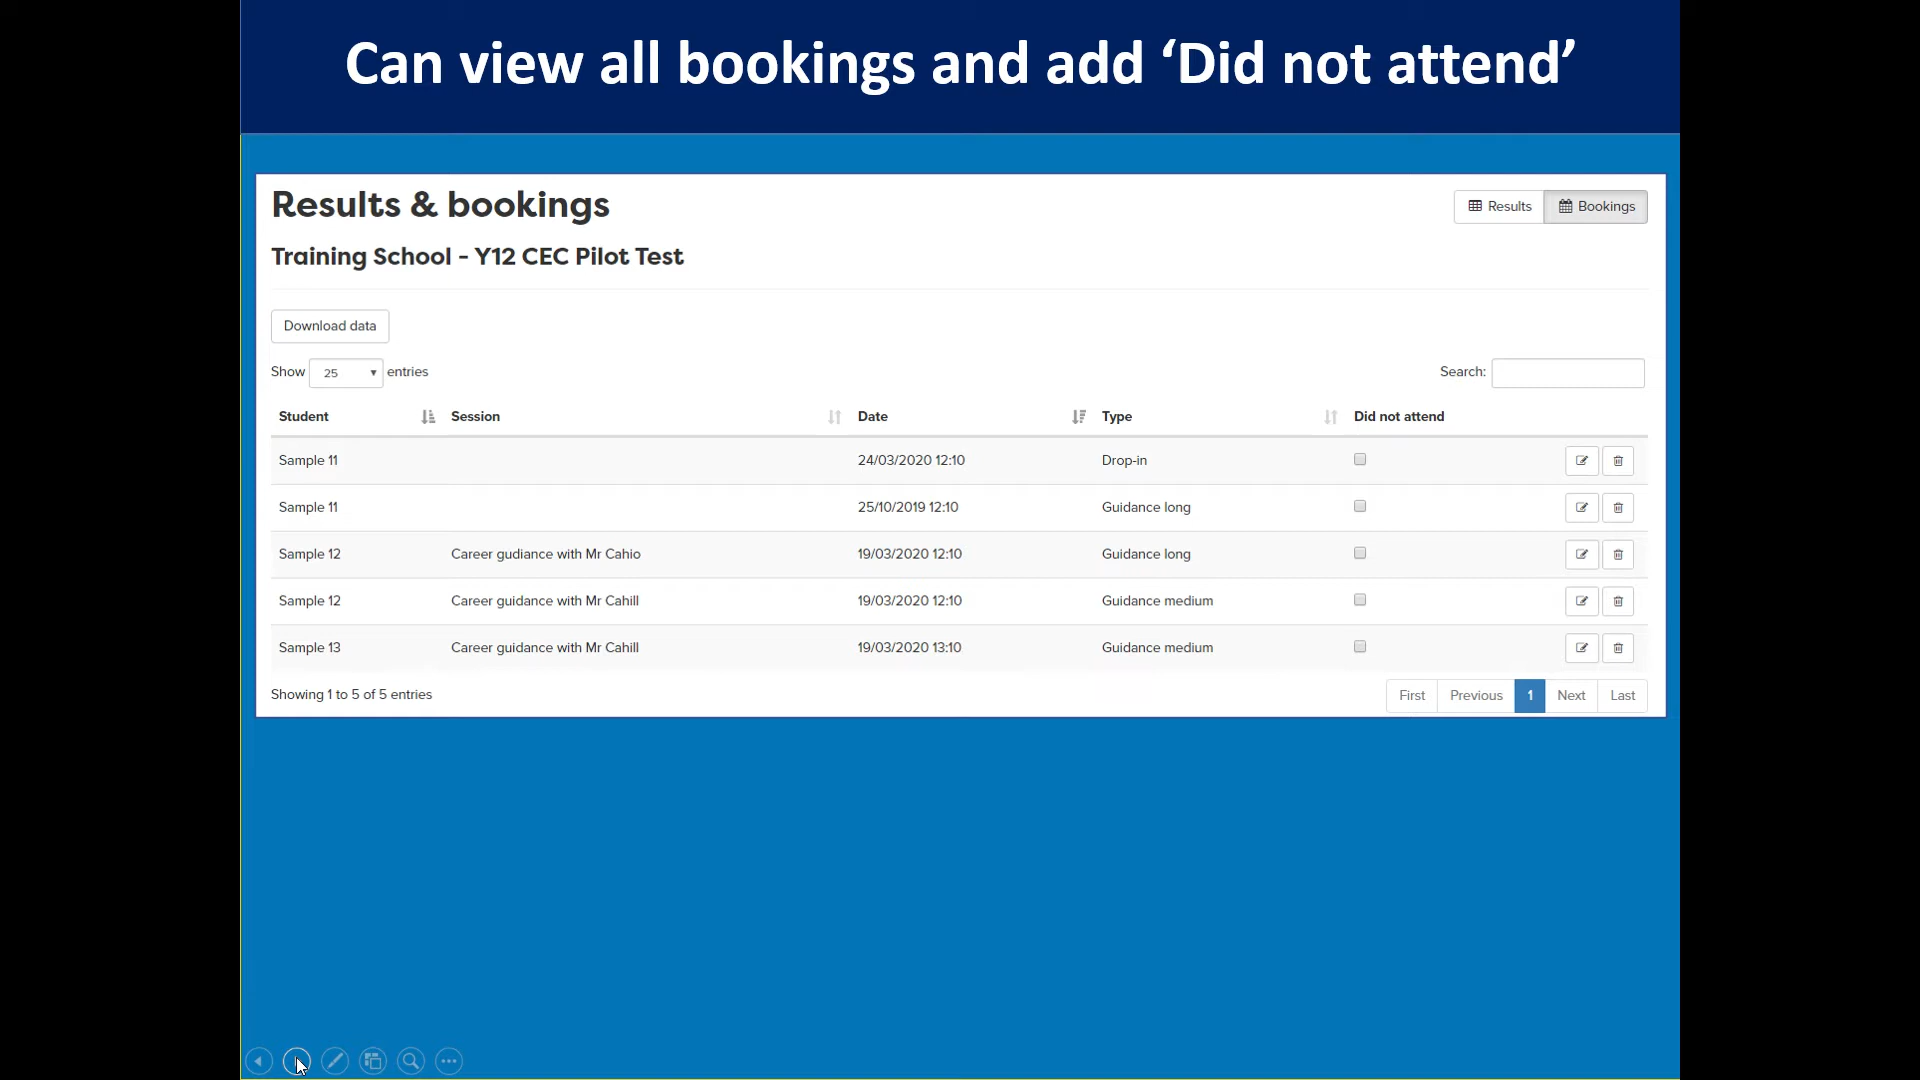 Can view all bookings and add ‘Did not attend’
Results & bookings
Results Bookings
Training School - Y12 CEC Pilot Test
Download data
Show 25 entries Search:
Student Session Date Type Did not attend
Sample 11 24/03/2020 12:10 Drop-in
Sample 11 25/10/2019 12:10 Guidance long
Sample 12 Career gudiance with Mr Cahio 19/03/2020 12:10 Guidance long
Sample 12 Career guidance with Mr Cahill 19/03/2020 12:10 Guidance medium
Sample 13 Career guidance with Mr Cahill 19/03/2020 13:10 Guidance medium
Showing 1 to 5 of 5 entries First Previous 1 Next Last